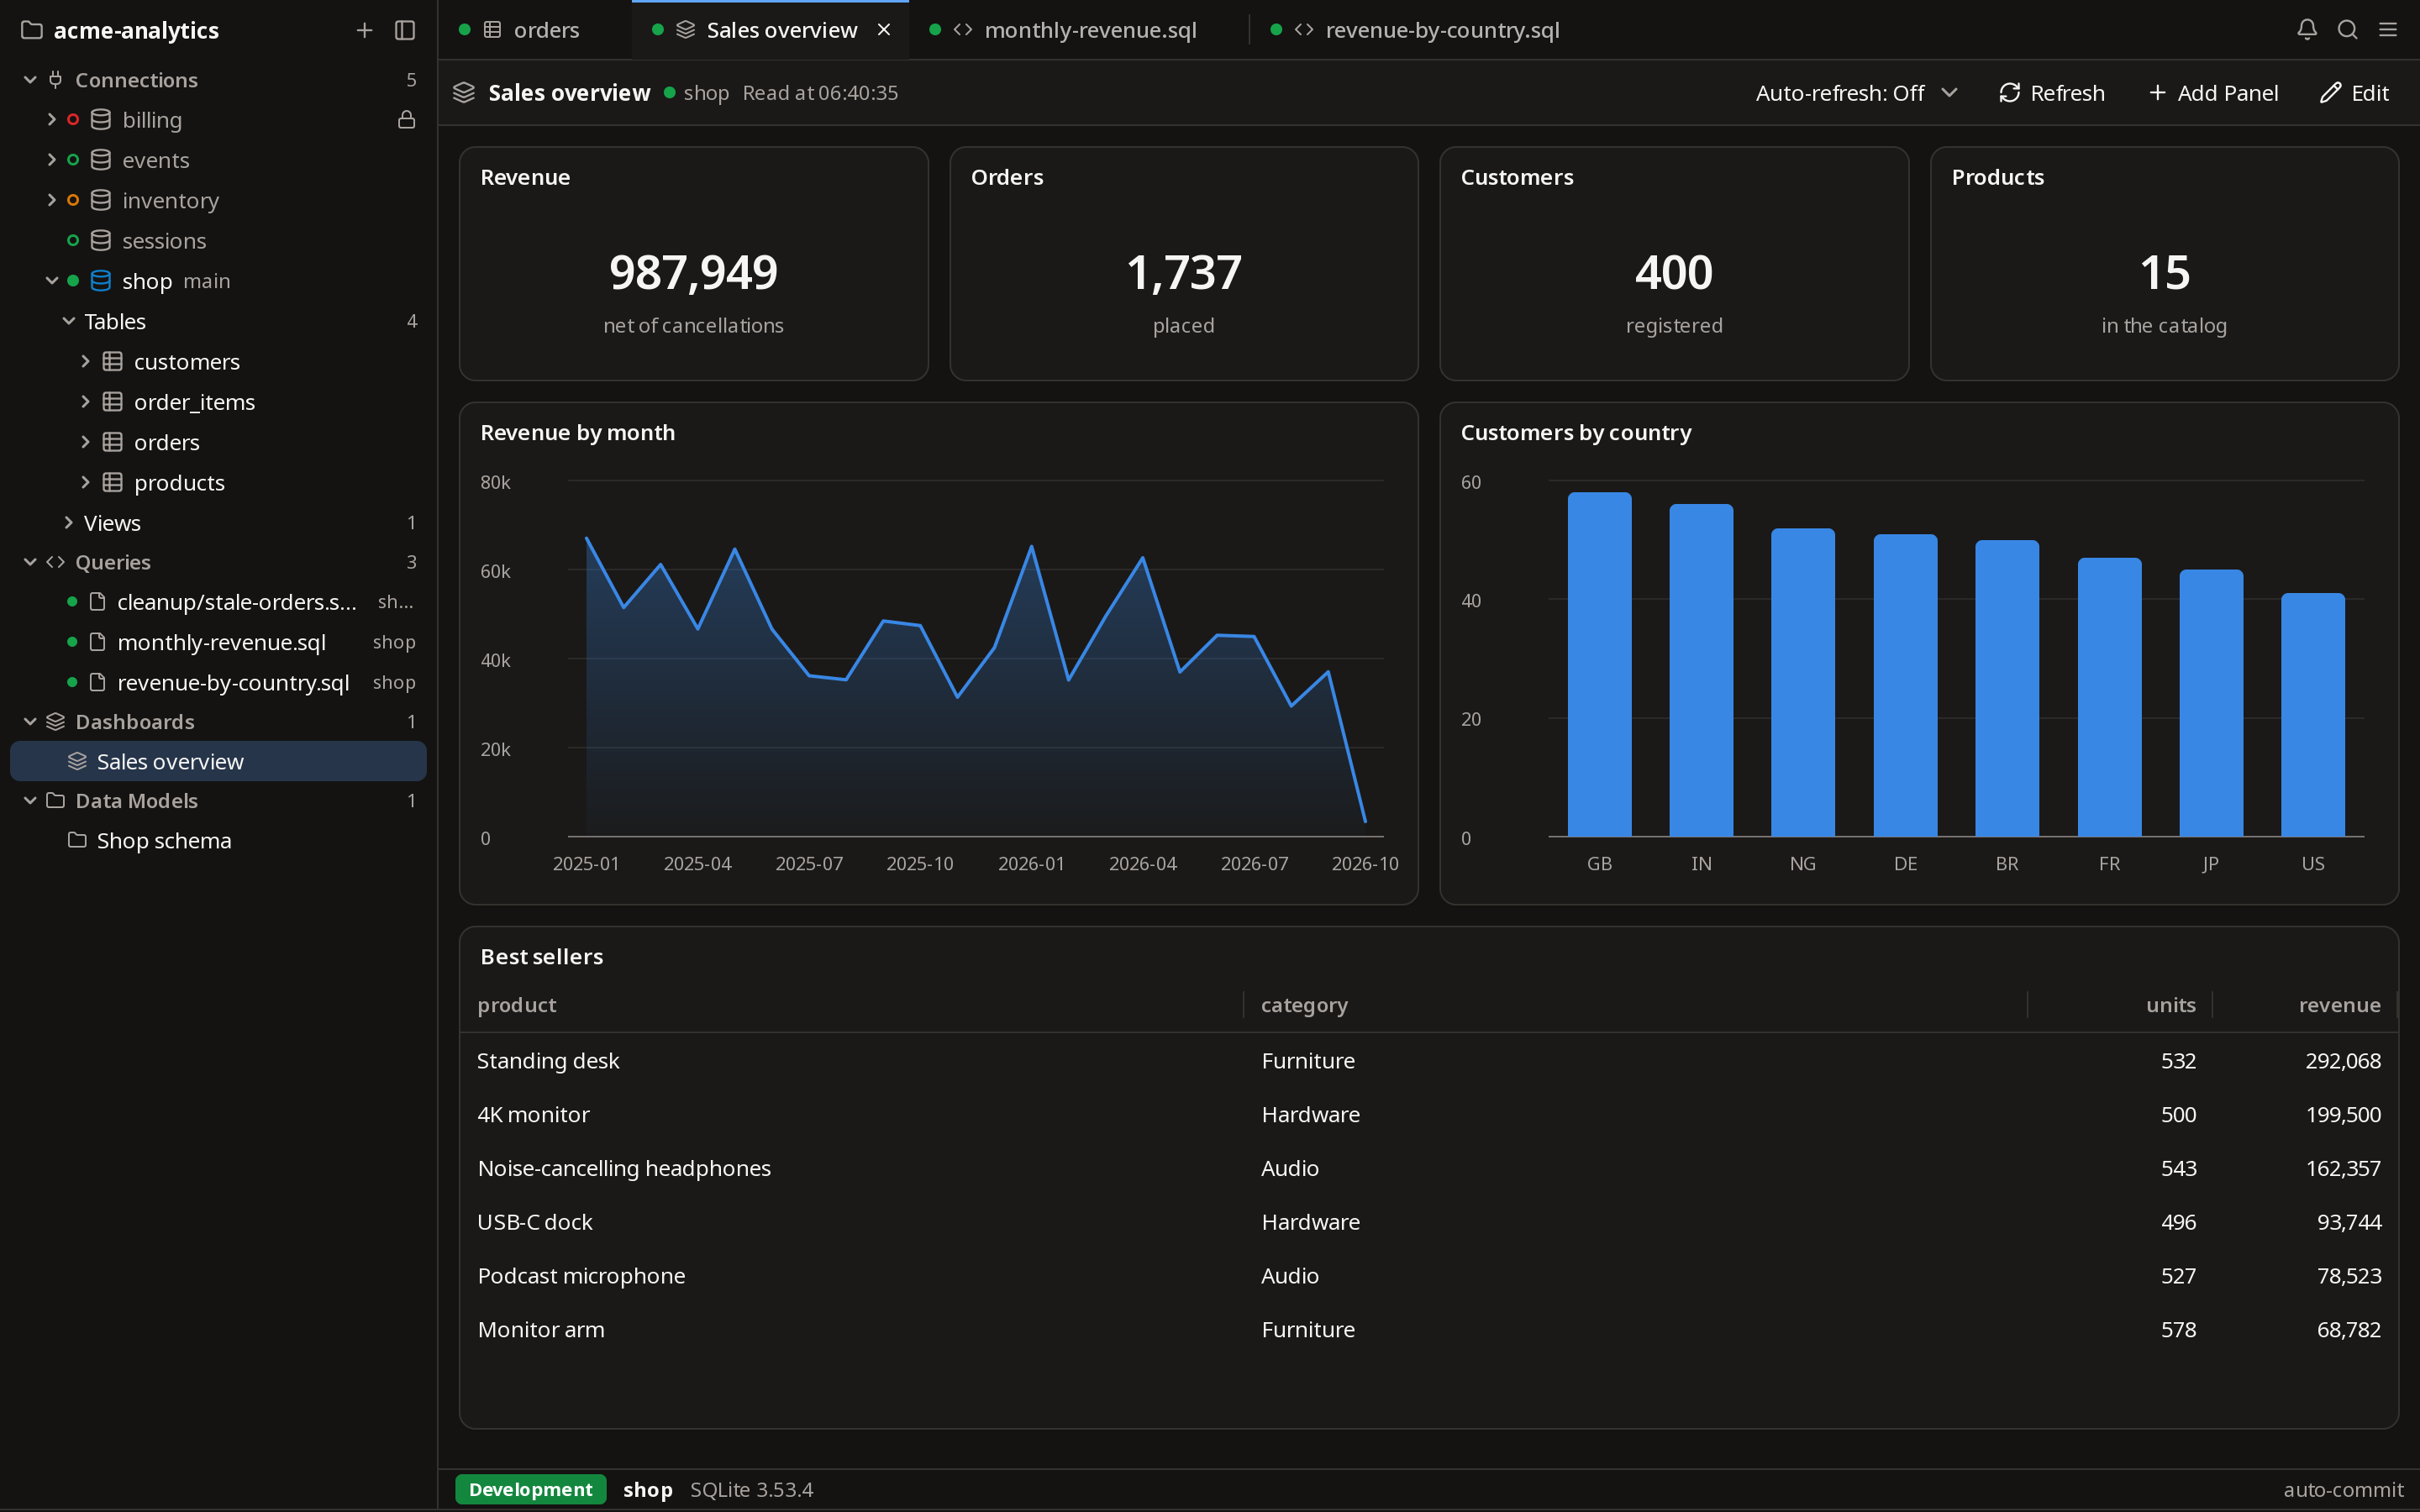 acme-analytics
Connections 5
billing
events
inventory
sessions
shop main
Tables 4
customers
order_items
orders
products
Views 1
Queries 3
cleanup/stale-orders.s... sh...
monthly-revenue.sql shop
revenue-by-country.sql shop
Dashboards 1
Sales overview
Data Models 1
Shop schema
orders Sales overview monthly-revenue.sql revenue-by-country.sql
Sales overview shop Read at 06:40:35 Auto-refresh: Off Refresh Add Panel Edit
Revenue
987,949
net of cancellations
Orders
1,737
placed
Customers
400
registered
Products
15
in the catalog
Revenue by month
80k
60k
40k
20k
0
2025-01 2025-04 2025-07 2025-10 2026-01 2026-04 2026-07 2026-10
Customers by country
60
40
20
0
GB IN NG DE BR FR JP US
Best sellers
product category units revenue
Standing desk Furniture 532 292,068
4K monitor Hardware 500 199,500
Noise-cancelling headphones Audio 543 162,357
USB-C dock Hardware 496 93,744
Podcast microphone Audio 527 78,523
Monitor arm Furniture 578 68,782
Development shop SQLite 3.53.4 auto-commit